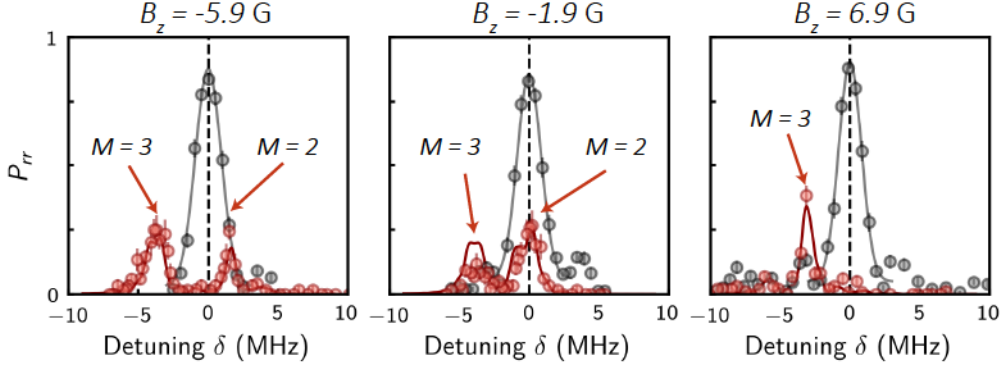 B_z = -5.9 G
B_z = -1.9 G
B_z = 6.9 G
1
P_rr
0
M = 3
M = 2
M = 3
M = 2
M = 3
−10 −5 0 5 10
−10 −5 0 5 10
−10 −5 0 5 10
Detuning δ (MHz)
Detuning δ (MHz)
Detuning δ (MHz)